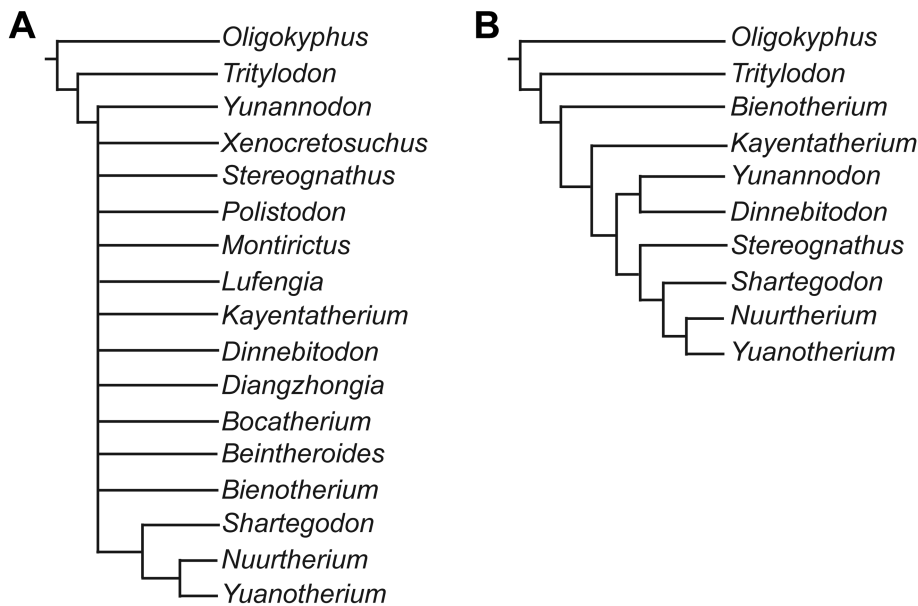 A
Oligokyphus
Tritylodon
Yunannodon
Xenocretosuchus
Stereognathus
Polistodon
Montirictus
Lufengia
Kayentatherium
Dinnebitodon
Diangzhongia
Bocatherium
Beintheroides
Bienotherium
Shartegodon
Nuurtherium
Yuanotherium
B
Oligokyphus
Tritylodon
Bienotherium
Kayentatherium
Yunannodon
Dinnebitodon
Stereognathus
Shartegodon
Nuurtherium
Yuanotherium